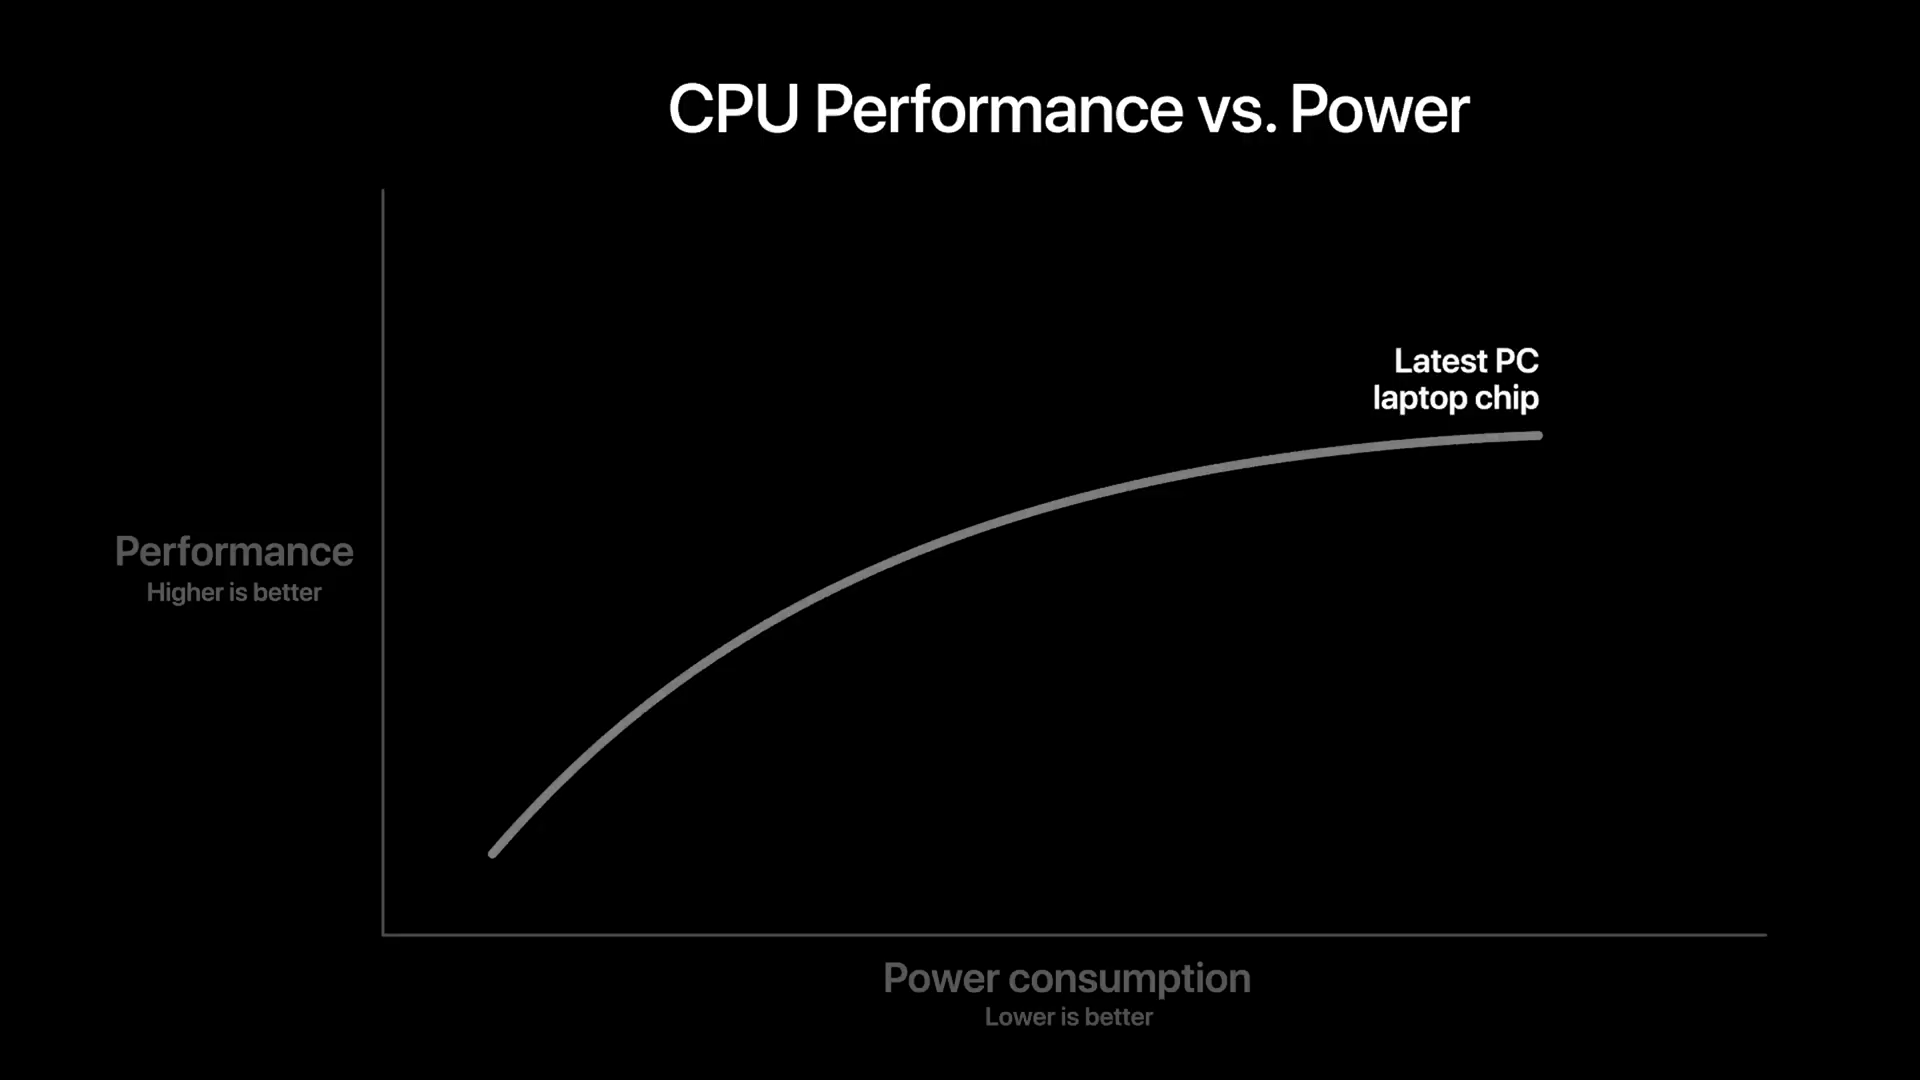 CPU Performance vs. Power
Latest PC
laptop chip
Performance
Higher is better
Power consumption
Lower is better